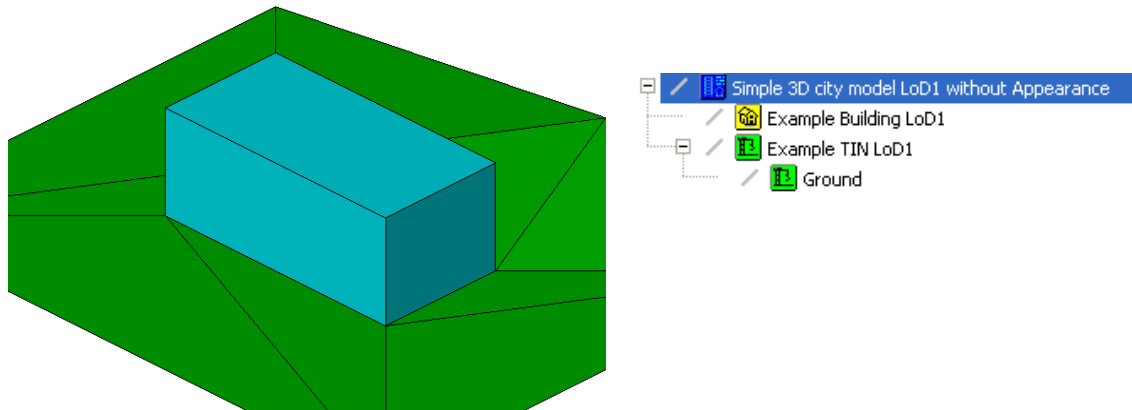 Simple 3D city model LoD1 without Appearance
Example Building LoD1
Example TIN LoD1
Ground